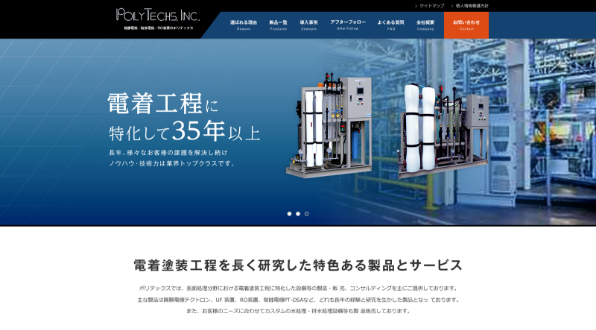 サイトマップ
個人情報保護方針
POLYTECHS, INC.
隔膜電極・裸電極・RO装置のポリテックス
選ばれる理由
Reason
製品一覧
Products
導入事例
Example
アフターフォロー
After Follow
よくある質問
FAQ
会社概要
Company
お問い合わせ
Contact
電着工程に
特化して35年以上
長年、様々なお客様の課題を解決し続け
ノウハウ・技術力は業界トップクラスです。
電着塗装工程を長く研究した特色ある製品とサービス
ポリテックスでは、表面処理分野における電着塗装工程に特化した設備等の製品・販売、コンサルティングを主にご提供しております。
主な製品は隔膜電極テクトロン、UF 装置、RO装置、裸電極PT-DSAなど、どれも長年の経験と研究を生かした製品となっております。
また、お客様のニーズに合わせてカスタムの水処理・排水処理設備等も製造販売しております。